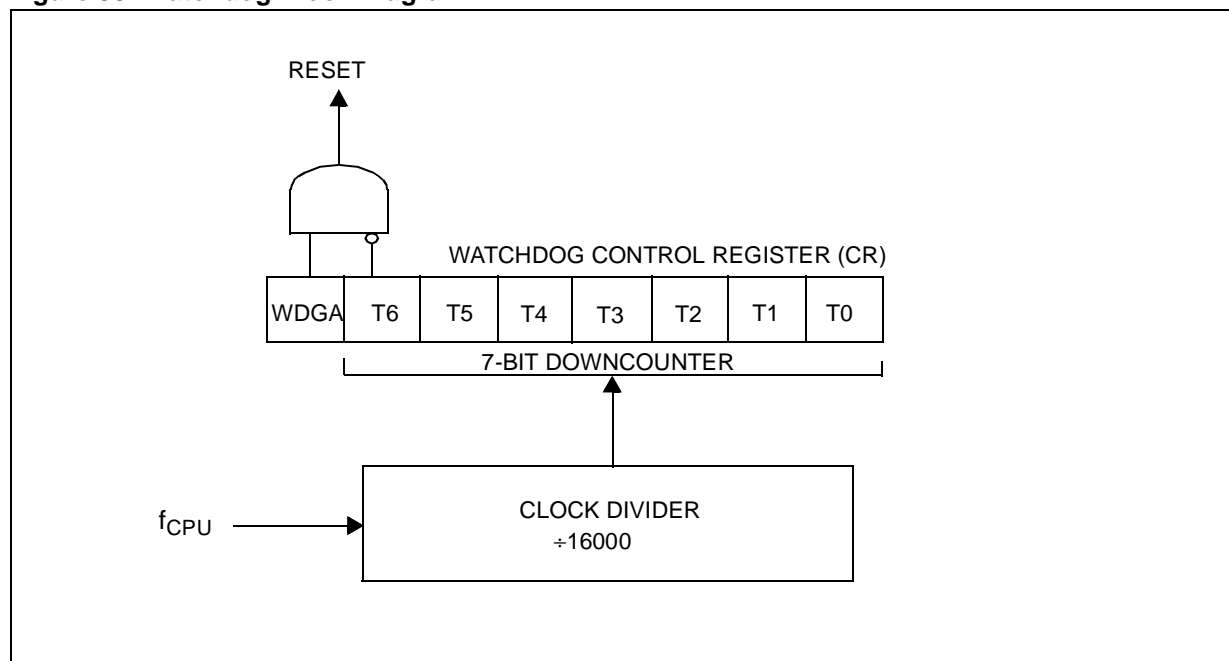 RESET
WATCHDOG CONTROL REGISTER (CR)
WDGA T6 T5 T4 T3 T2 T1 T0
7-BIT DOWNCOUNTER
fCPU
CLOCK DIVIDER
÷16000